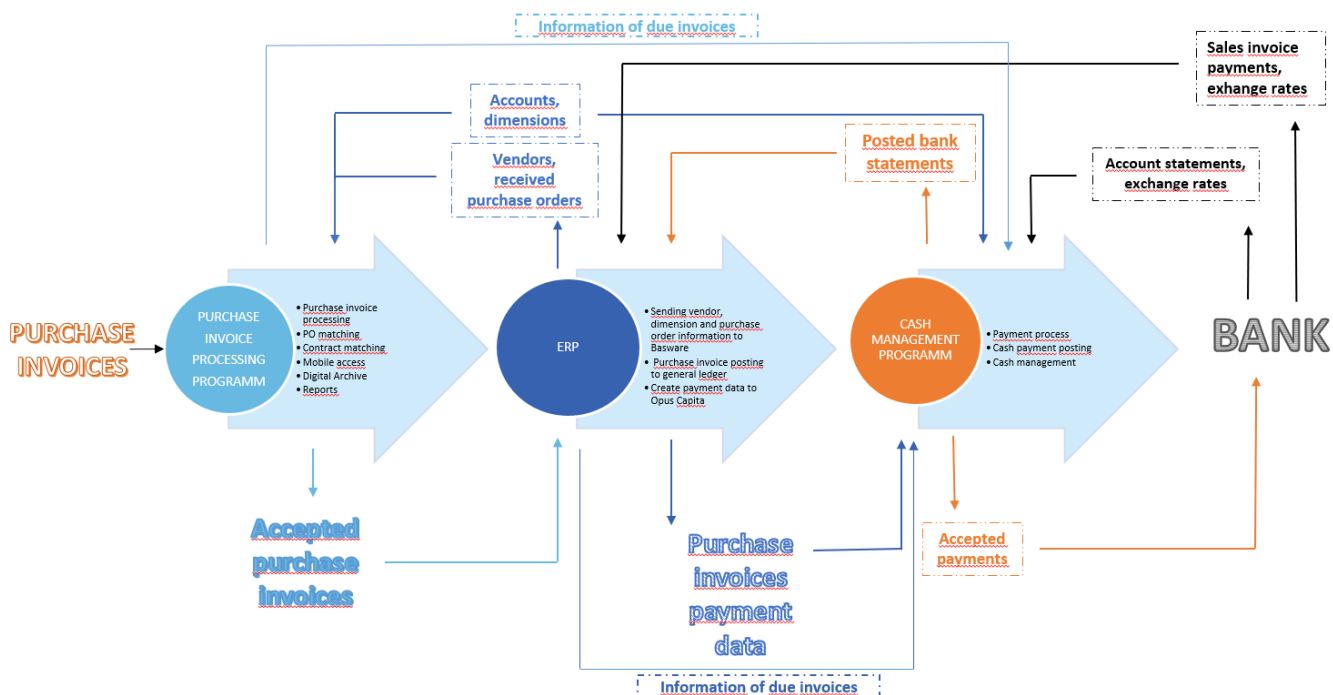 Information of due invoices
Sales invoice
payments,
exhange rates
Accounts,
dimensions
Posted bank
statements
Vendors,
received
purchase orders
Account statements,
exchange rates
PURCHASE
INVOICES
PURCHASE
INVOICE
PROCESSING
PROGRAMM
• Purchase invoice
processing
• PO matching
• Contract matching
• Mobile access
• Digital Archive
• Reports
ERP
• Sending vendor,
dimension and purchase
order information to
Basware
• Purchase invoice posting
to general ledger
• Create payment data to
Opus Capita
CASH
MANAGEMENT
PROGRAMM
• Payment process
• Cash payment posting
• Cash management
BANK
Accepted
purchase
invoices
Purchase
invoices
payment
data
Accepted
payments
Information of due invoices